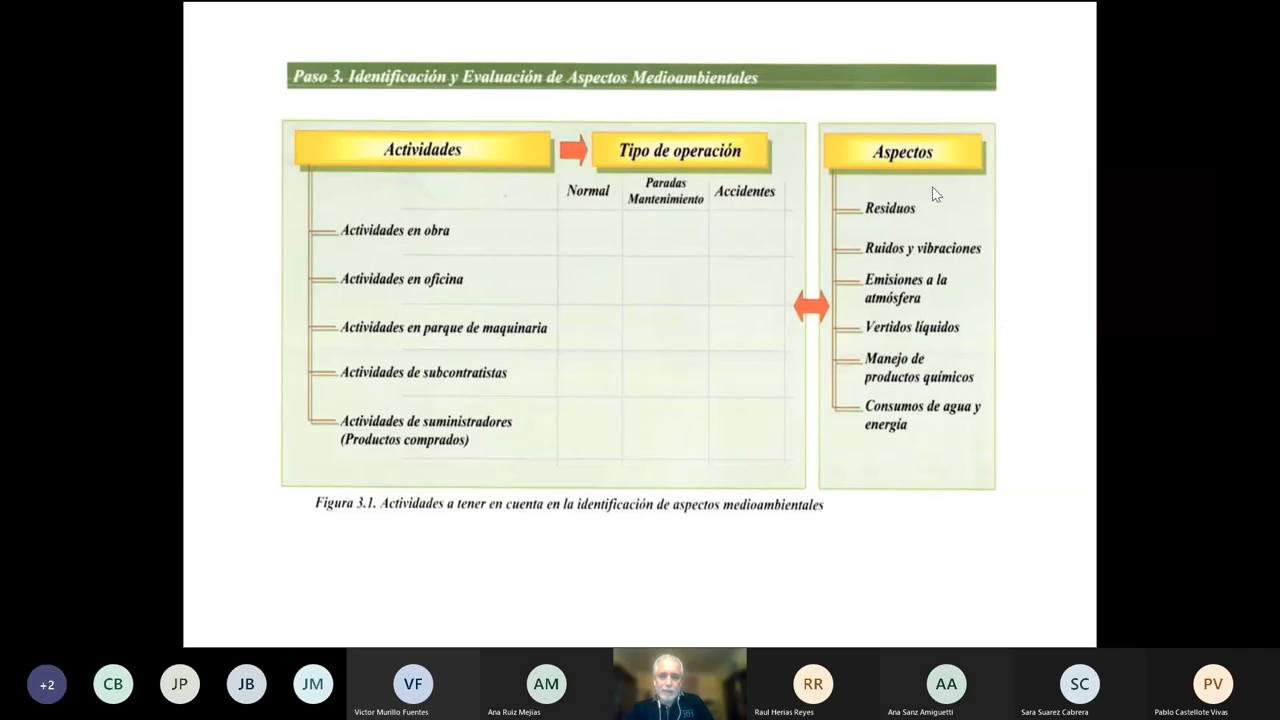 Paso 3. Identificación y Evaluación de Aspectos Medioambientales
Actividades
Tipo de operación
Aspectos
Normal
Paradas
Mantenimiento
Accidentes
Actividades en obra
Actividades en oficina
Actividades en parque de maquinaria
Actividades de subcontratistas
Actividades de suministradores
(Productos comprados)
Residuos
Ruidos y vibraciones
Emisiones a la
atmósfera
Vertidos líquidos
Manejo de
productos químicos
Consumos de agua y
energía
Figura 3.1. Actividades a tener en cuenta en la identificación de aspectos medioambientales
+2
CB
JP
JB
JM
VF
AM
RR
AA
SC
PV
Victor Murillo Fuentes
Ana Ruiz Mejias
Raul Herias Reyes
Ana Sanz Amiguetti
Sara Suarez Cabrera
Pablo Castellote Vivas